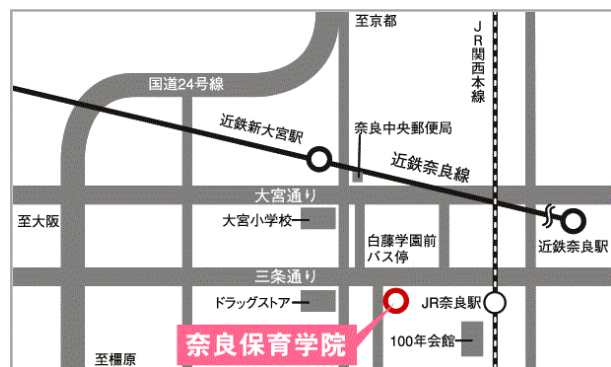 至京都
JR関西本線
国道24号線
近鉄新大宮駅
奈良中央郵便局
近鉄奈良線
大宮通り
至大阪
大宮小学校
白藤学園前
バス停
近鉄奈良駅
三条通り
ドラッグストア
JR奈良駅
奈良保育学院
100年会館
至橿原